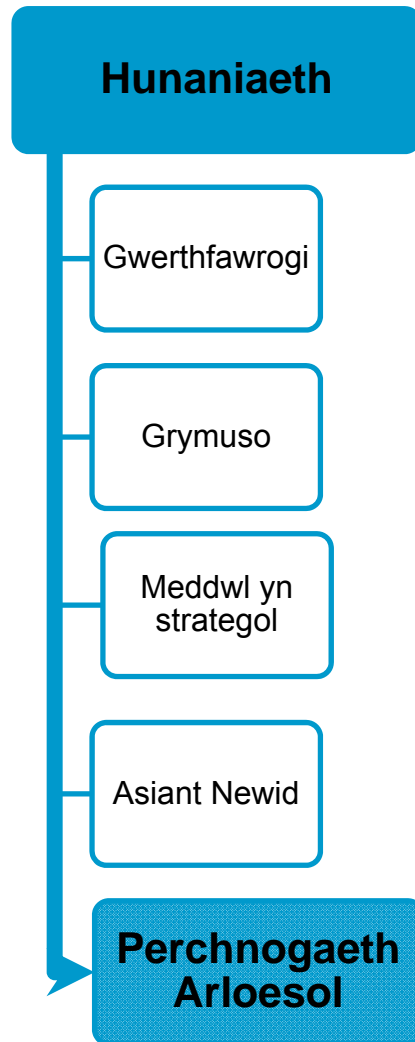 Hunaniaeth
Gwerthfawrogi
Grymuso
Meddwl yn
strategol
Asiant Newid
Perchnogaeth
Arloesol